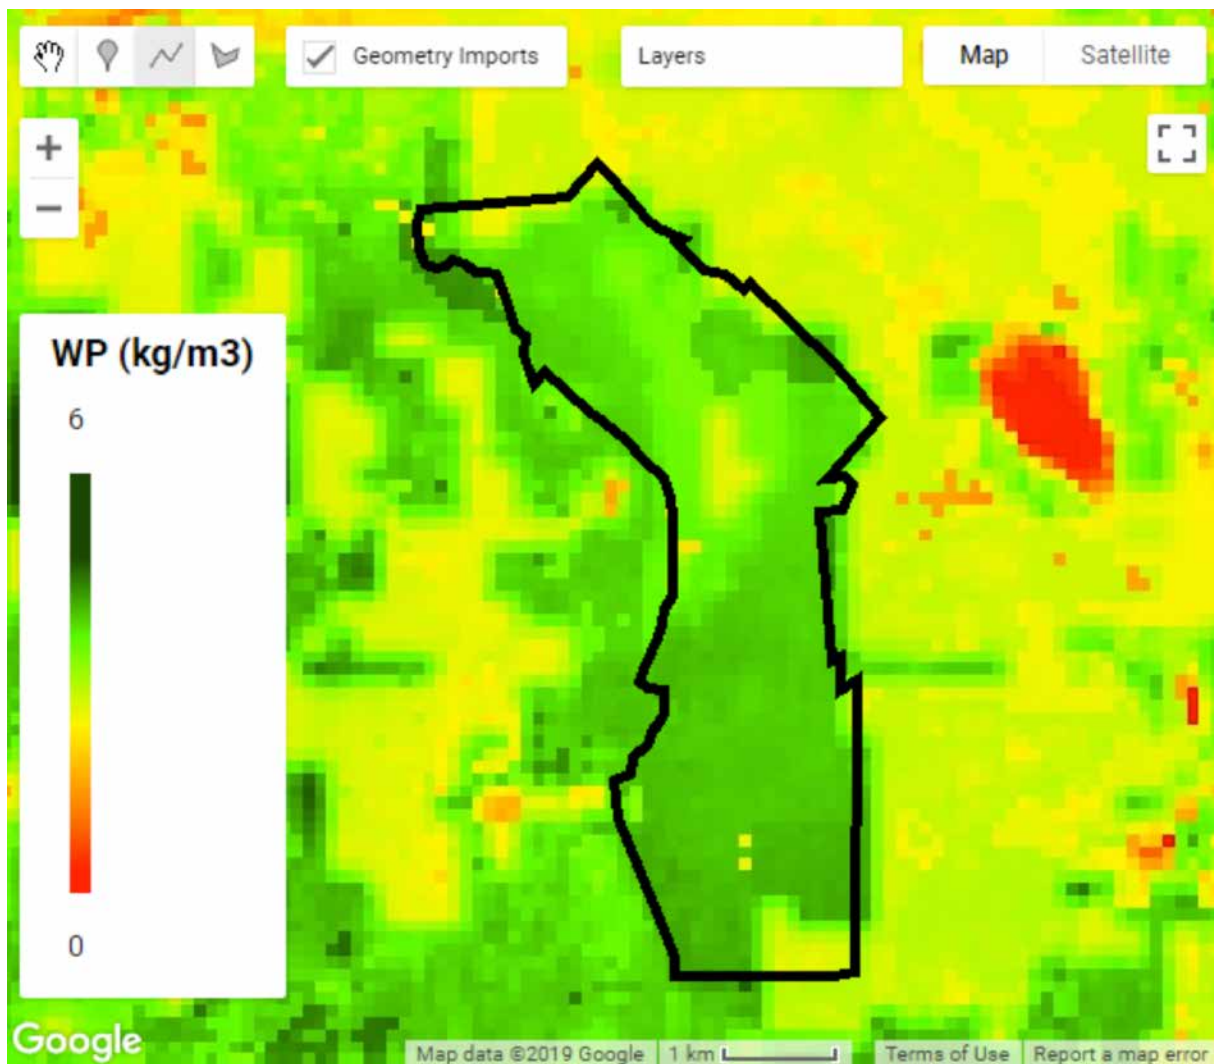 Geometry Imports
Layers
Map
Satellite
+
−
WP (kg/m3)
6
0
Google
Map data ©2019 Google
1 km
Terms of Use
Report a map error